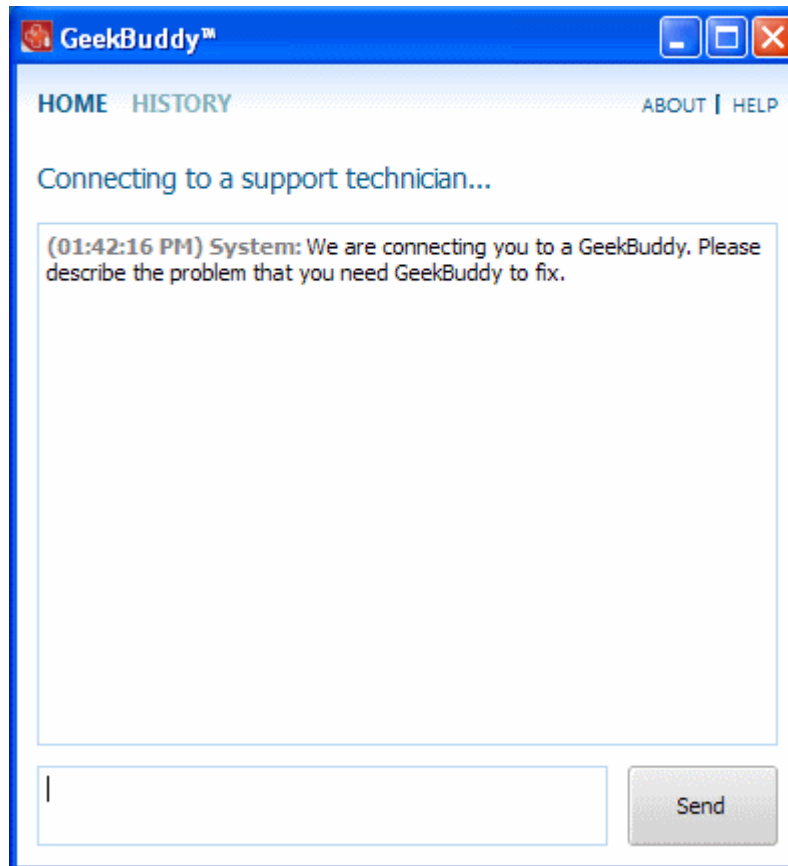 GeekBuddy™
HOME HISTORY ABOUT | HELP
Connecting to a support technician...
(01:42:16 PM) System: We are connecting you to a GeekBuddy. Please
describe the problem that you need GeekBuddy to fix.
Send